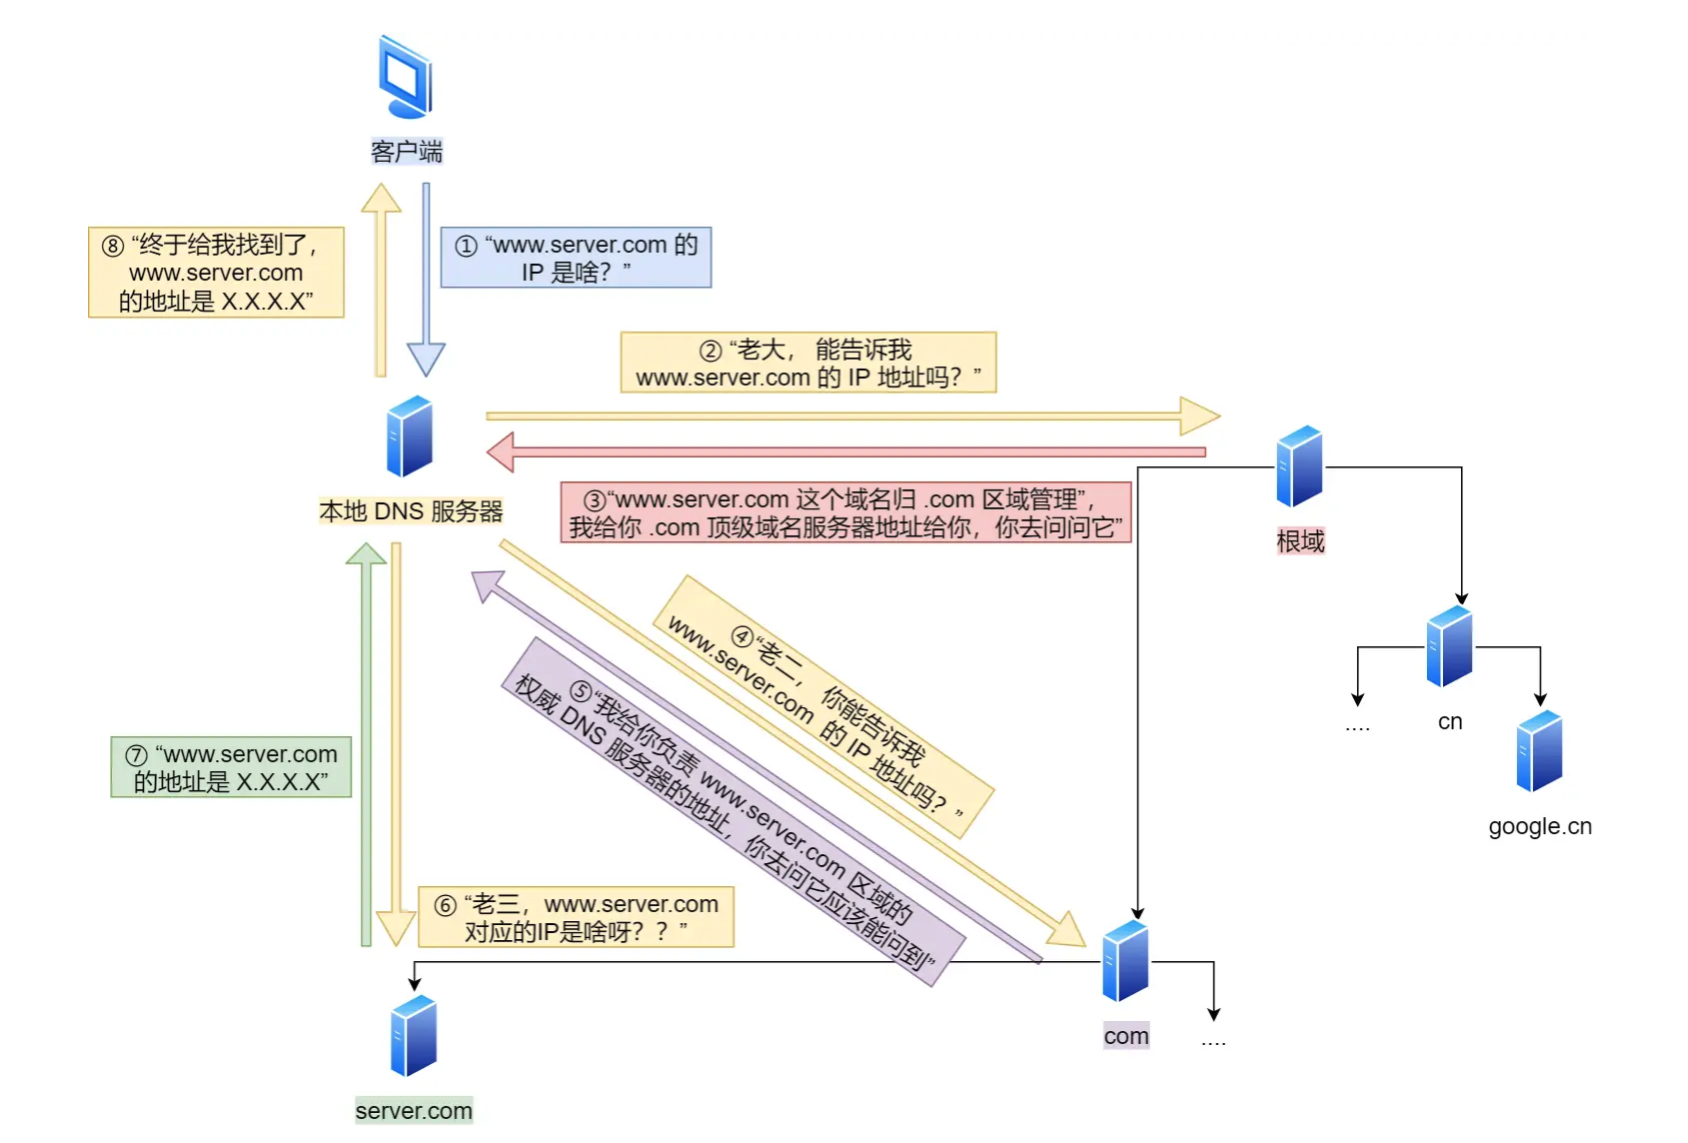 客户端
⑧ “终于给我找到了，
www.server.com
的地址是 X.X.X.X”
① “www.server.com 的
IP 是啥？”
② “老大， 能告诉我
www.server.com 的 IP 地址吗？”
本地 DNS 服务器
③“www.server.com 这个域名归 .com 区域管理”，
我给你 .com 顶级域名服务器地址给你，你去问问它”
根域
④“老二， 你能告诉我
www.server.com 的 IP 地址吗？”
⑤“我给你负责 www.server.com 区域的
权威 DNS 服务器的地址，你去问它应该能问到”
....
cn
google.cn
⑦ “www.server.com
的地址是 X.X.X.X”
⑥ “老三，www.server.com
对应的IP是啥呀？？”
com
....
server.com